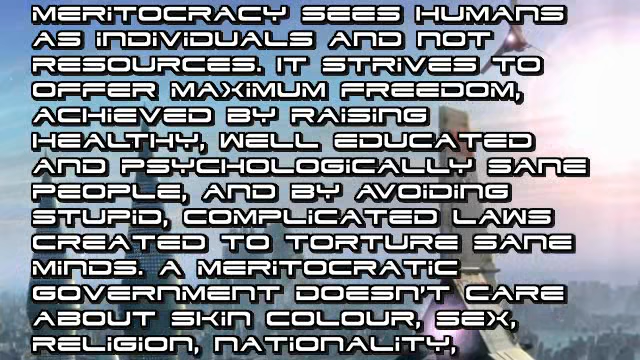 MERITOCRACY SEES HUMANS
AS INDIVIDUALS AND NOT
RESOURCES. IT STRIVES TO
OFFER MAXIMUM FREEDOM,
ACHIEVED BY RAISING
HEALTHY, WELL EDUCATED
AND PSYCHOLOGICALLY SANE
PEOPLE, AND BY AVOIDING
STUPID, COMPLICATED LAWS
CREATED TO TORTURE SANE
MINDS. A MERITOCRATIC
GOVERNMENT DOESN'T CARE
ABOUT SKIN COLOUR, SEX,
RELIGION, NATIONALITY,